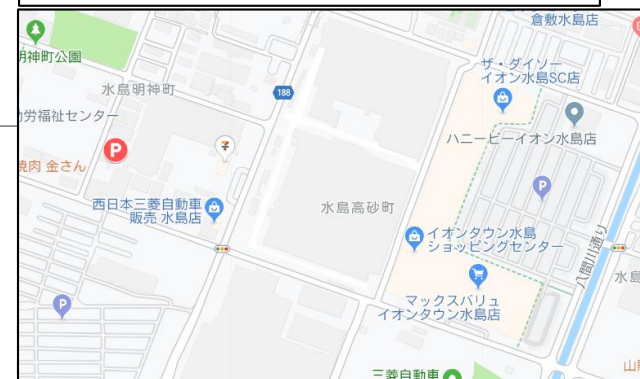 倉敷水島店
明神町公園
ザ・ダイソー
イオン水島SC店
水島明神町
188
労福祉センター
ハニービーイオン水島店
P
焼肉 金さん
P
西日本三菱自動車
販売 水島店
水島高砂町
イオンタウン水島
ショッピングセンター
八間川通り
水島
P
マックスバリュ
イオンタウン水島店
三菱自動車